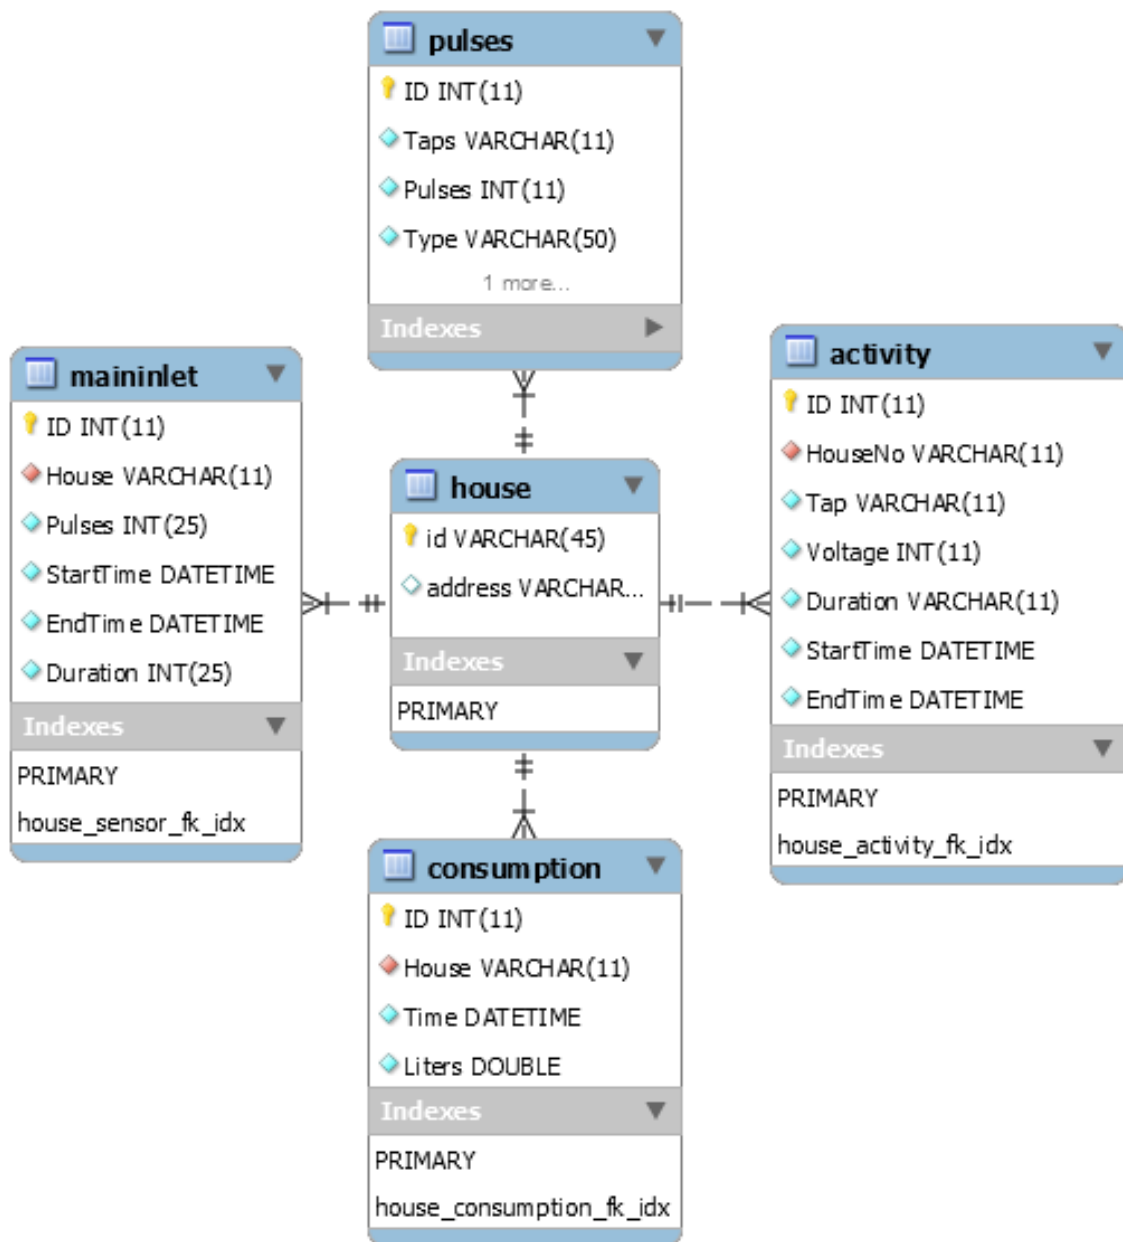 pulses
ID INT(11)
Taps VARCHAR(11)
Pulses INT(11)
Type VARCHAR(50)
1 more...
Indexes
maininlet
ID INT(11)
House VARCHAR(11)
Pulses INT(25)
StartTime DATETIME
EndTime DATETIME
Duration INT(25)
Indexes
PRIMARY
house_sensor_fk_idx
house
id VARCHAR(45)
address VARCHAR...
Indexes
PRIMARY
activity
ID INT(11)
HouseNo VARCHAR(11)
Tap VARCHAR(11)
Voltage INT(11)
Duration VARCHAR(11)
StartTime DATETIME
EndTime DATETIME
Indexes
PRIMARY
house_activity_fk_idx
consumption
ID INT(11)
House VARCHAR(11)
Time DATETIME
Liters DOUBLE
Indexes
PRIMARY
house_consumption_fk_idx